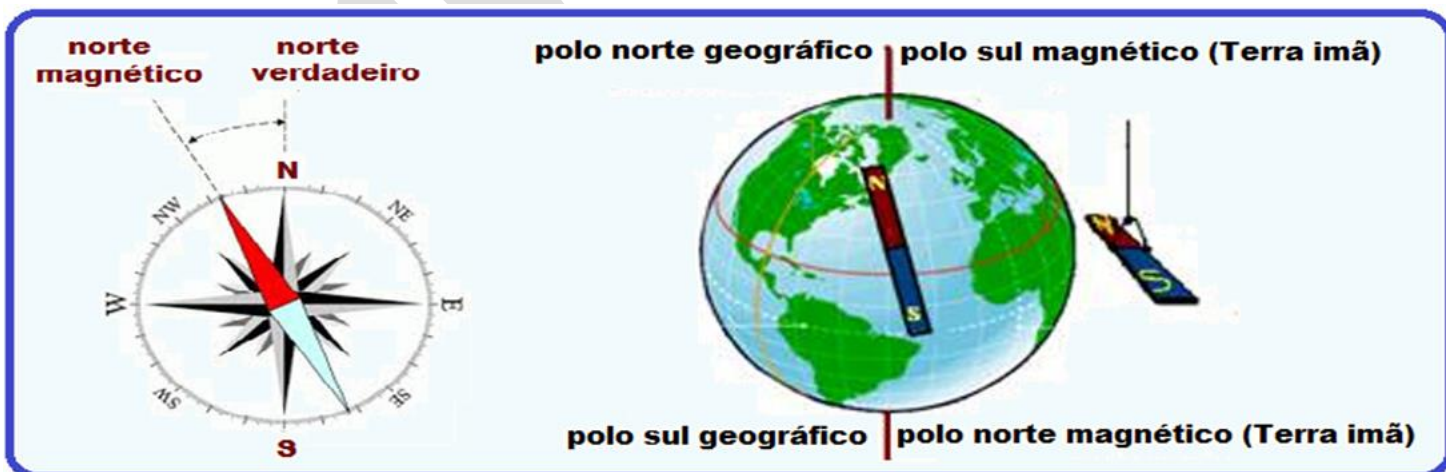 norte
magnético
norte
verdadeiro
N
NW
NE
W
E
SW
SE
S
polo norte geográfico
polo sul magnético (Terra imã)
N
S
N
S
polo sul geográfico
polo norte magnético (Terra imã)